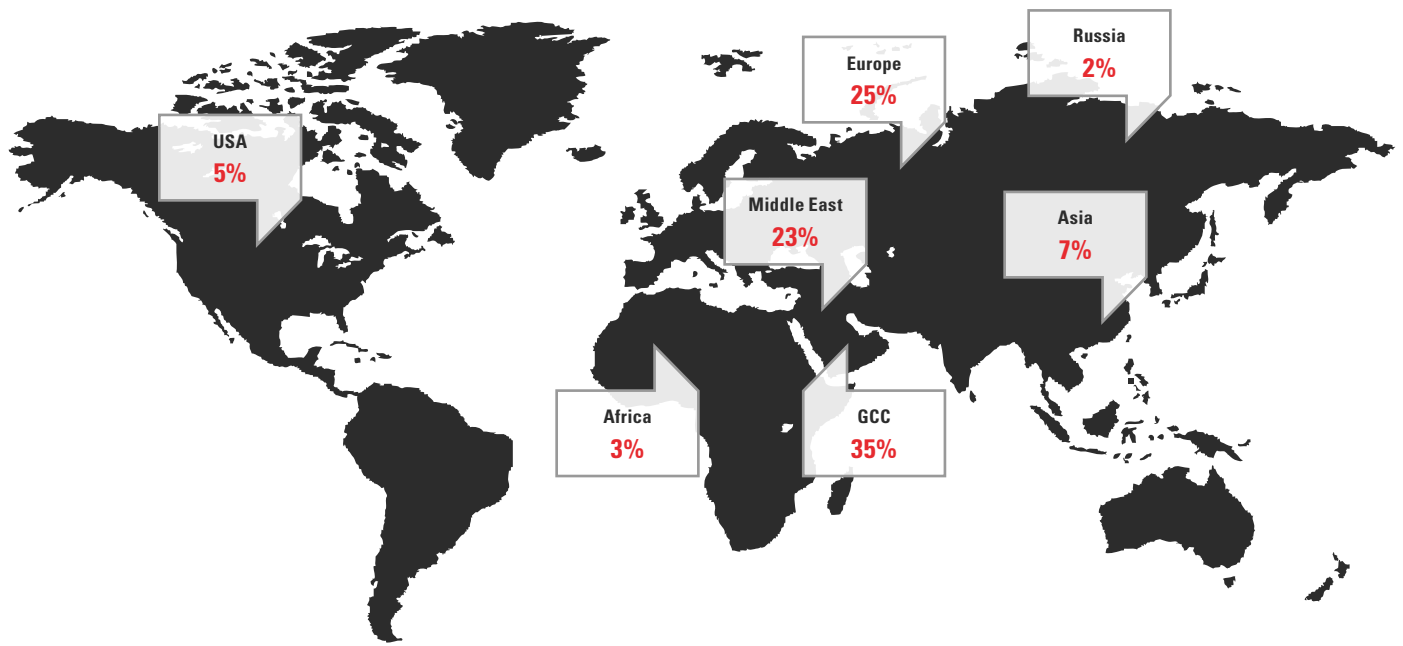 Russia
2%
Europe
25%
USA
5%
Middle East
23%
Asia
7%
Africa
3%
GCC
35%